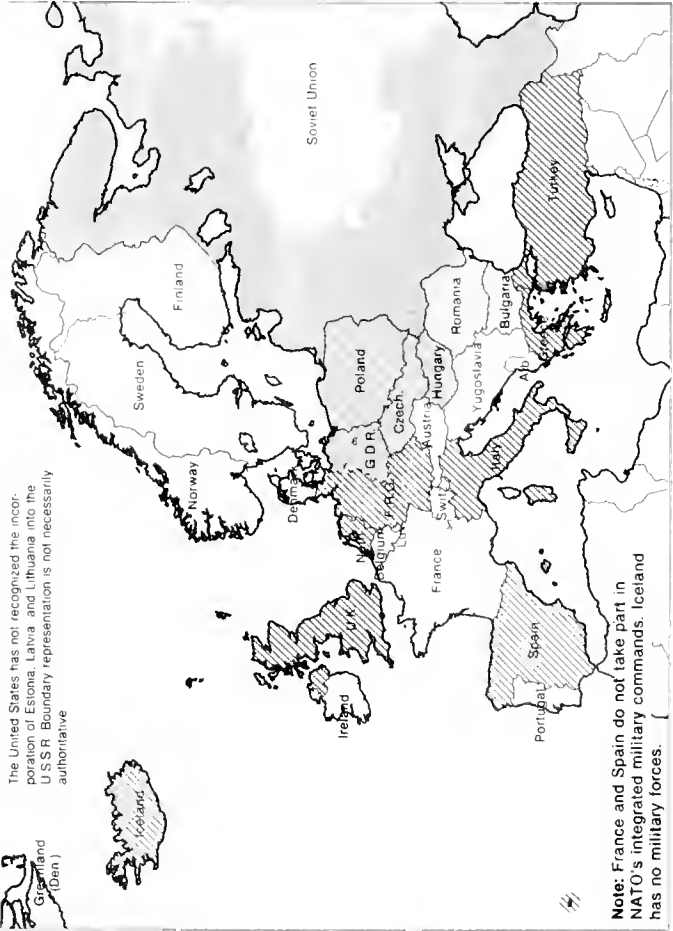 The United States has not recognized the incor-
poration of Estonia, Latvia and Lithuania into the
U S S R Boundary representation is not necessarily
authoritative
Greenland
(Den )
Iceland
Norway
Sweden
Finland
Soviet Union
Denmark
Ireland
U.K.
Neth
Belgium
Lux
F.R.G.
G D R.
Poland
Czech.
France
Switz
Austria
Hungary
Romania
Yugoslavia
Bulgaria
Italy
Alb
Greece
Turkey
Spain
Portugal
Note: France and Spain do not take part in
NATO's integrated military commands. Iceland
has no military forces.